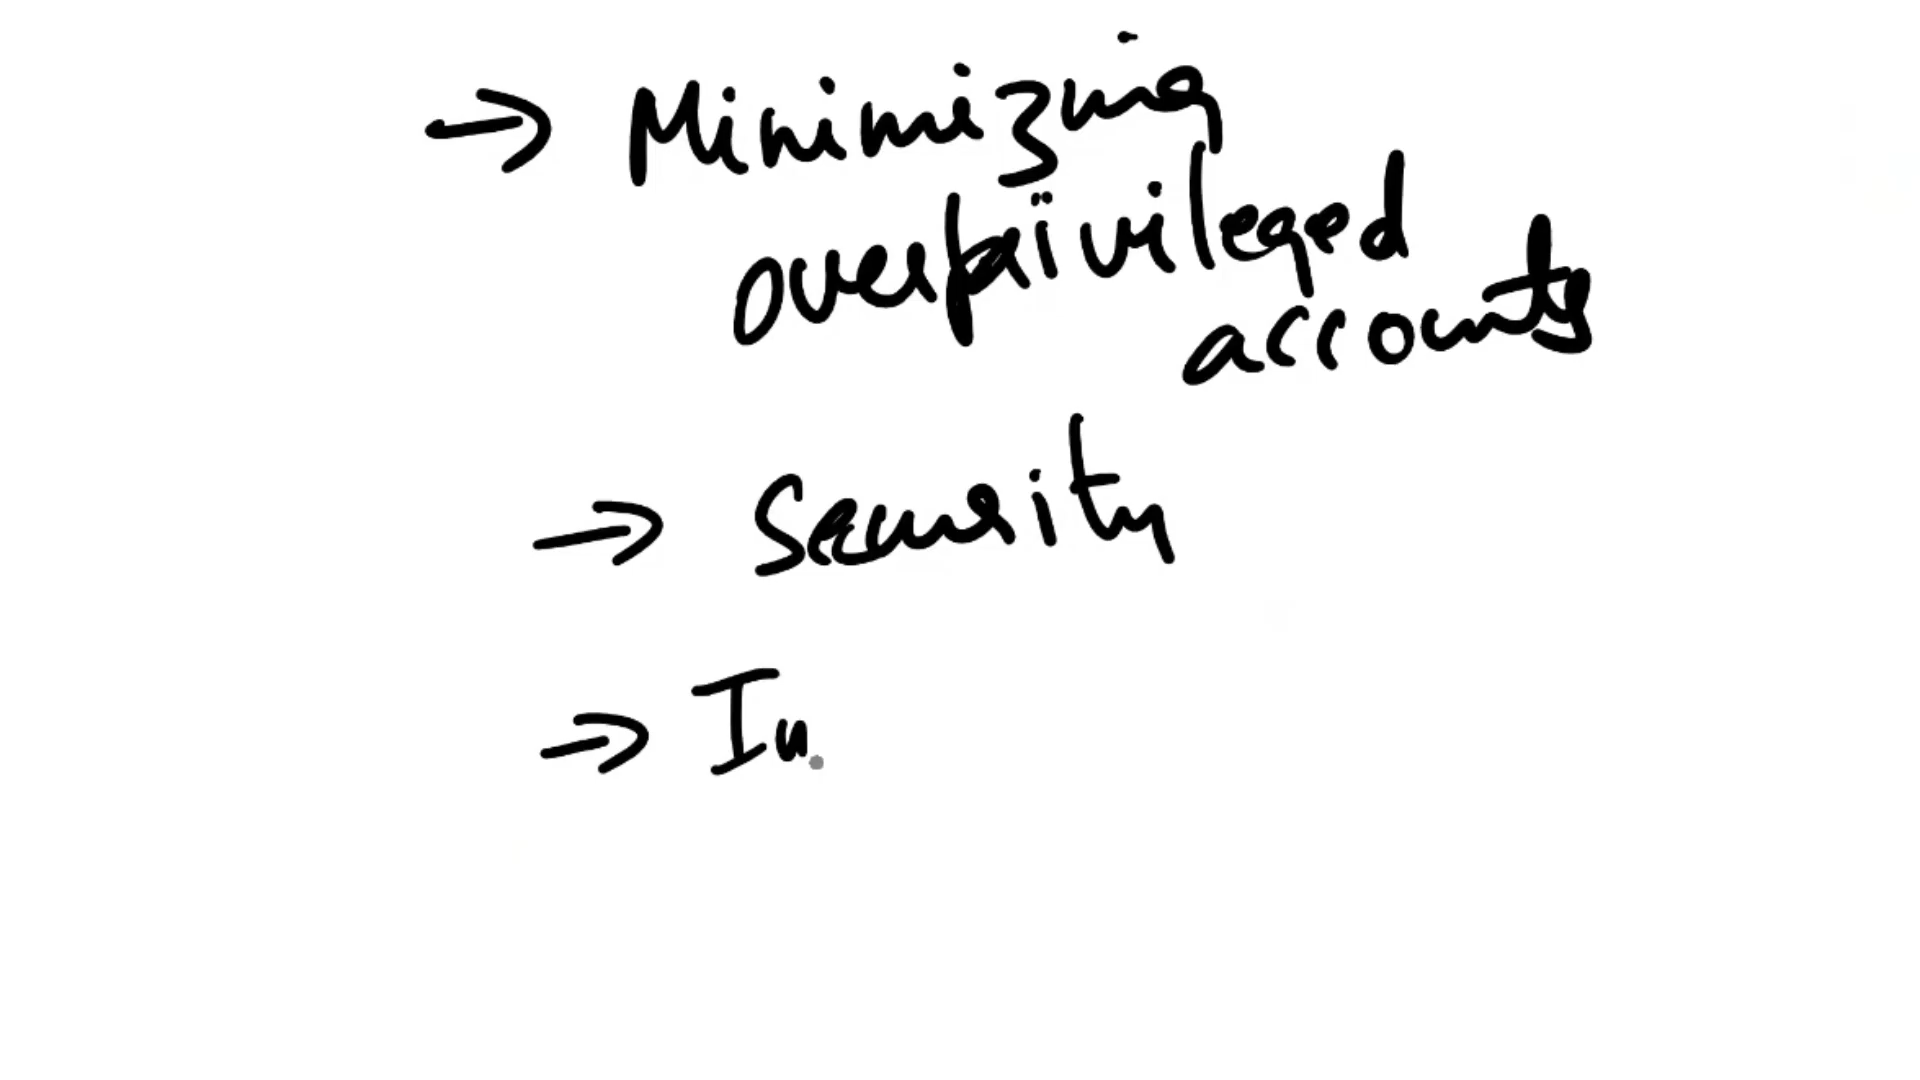 → Minimizing
overprivileged
accounts
→ Security
→ In